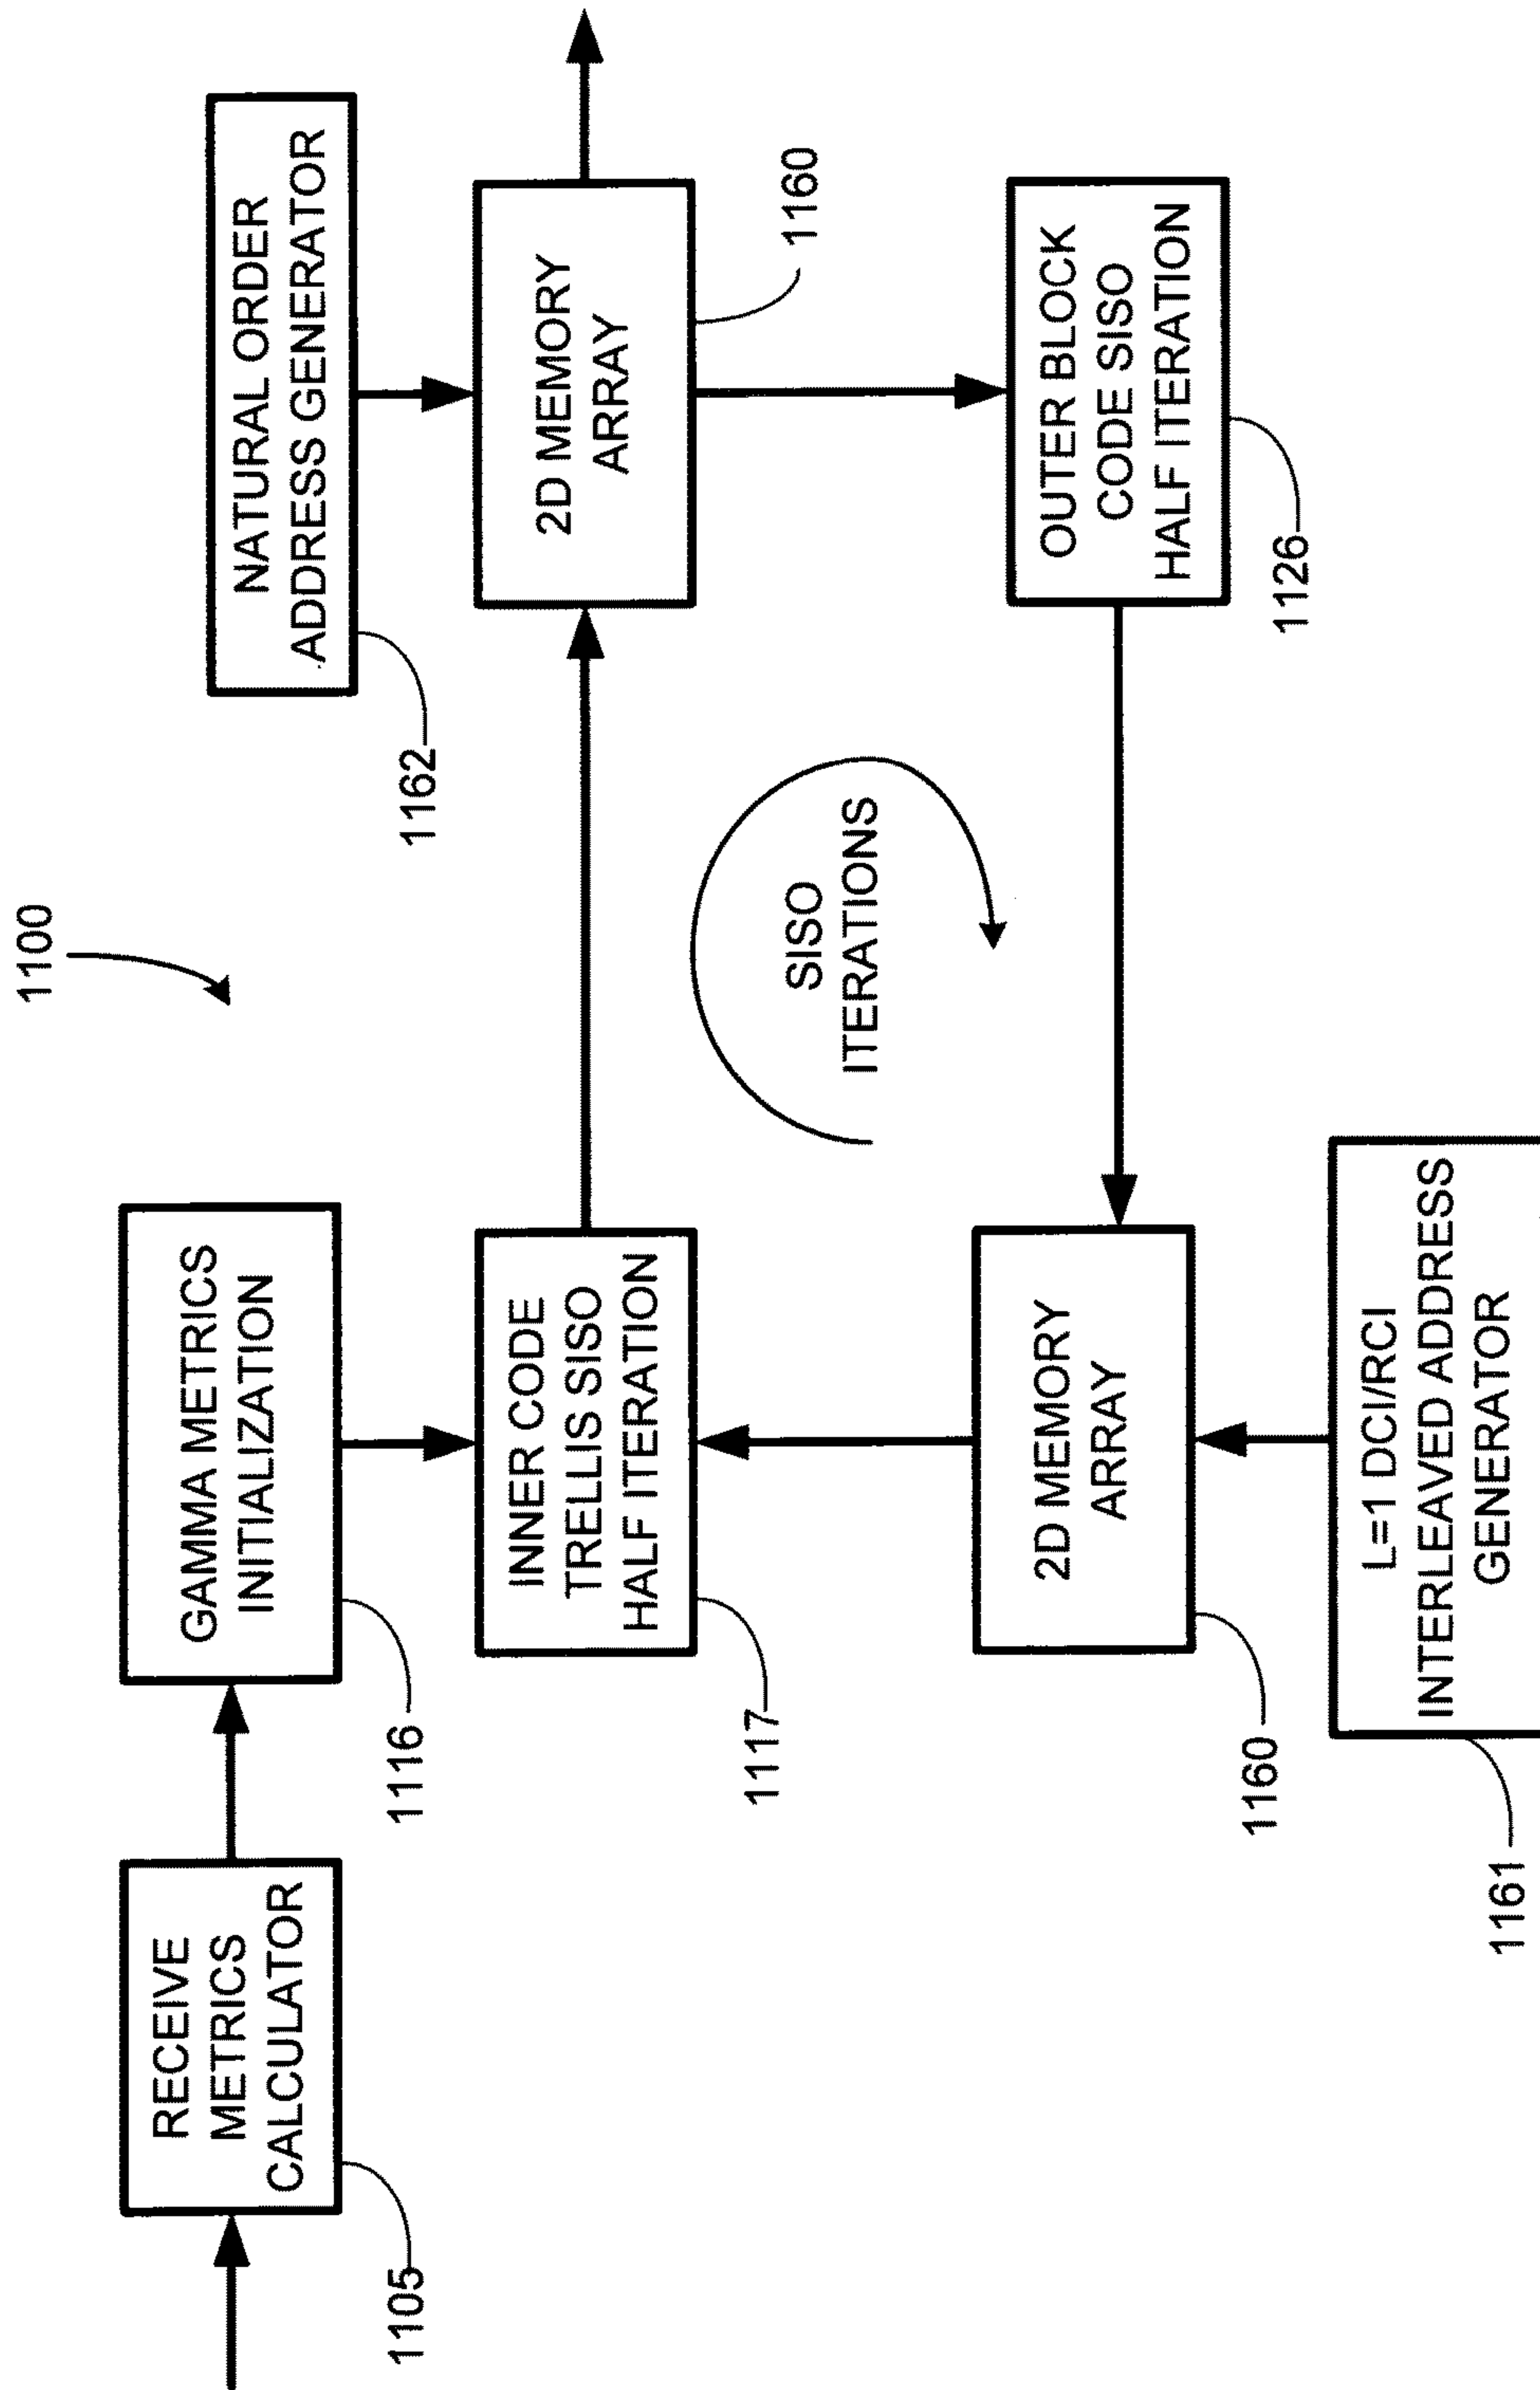 1100
RECEIVE
METRICS
CALCULATOR
1105
GAMMA METRICS
INITIALIZATION
1116
NATURAL ORDER
ADDRESS GENERATOR
1162
INNER CODE
TRELLIS SISO
HALF ITERATION
1117
2D MEMORY
ARRAY
1160
SISO
ITERATIONS
2D MEMORY
ARRAY
1160
OUTER BLOCK
CODE SISO
HALF ITERATION
1126
L=1 DCI/RCI
INTERLEAVED ADDRESS
GENERATOR
1161